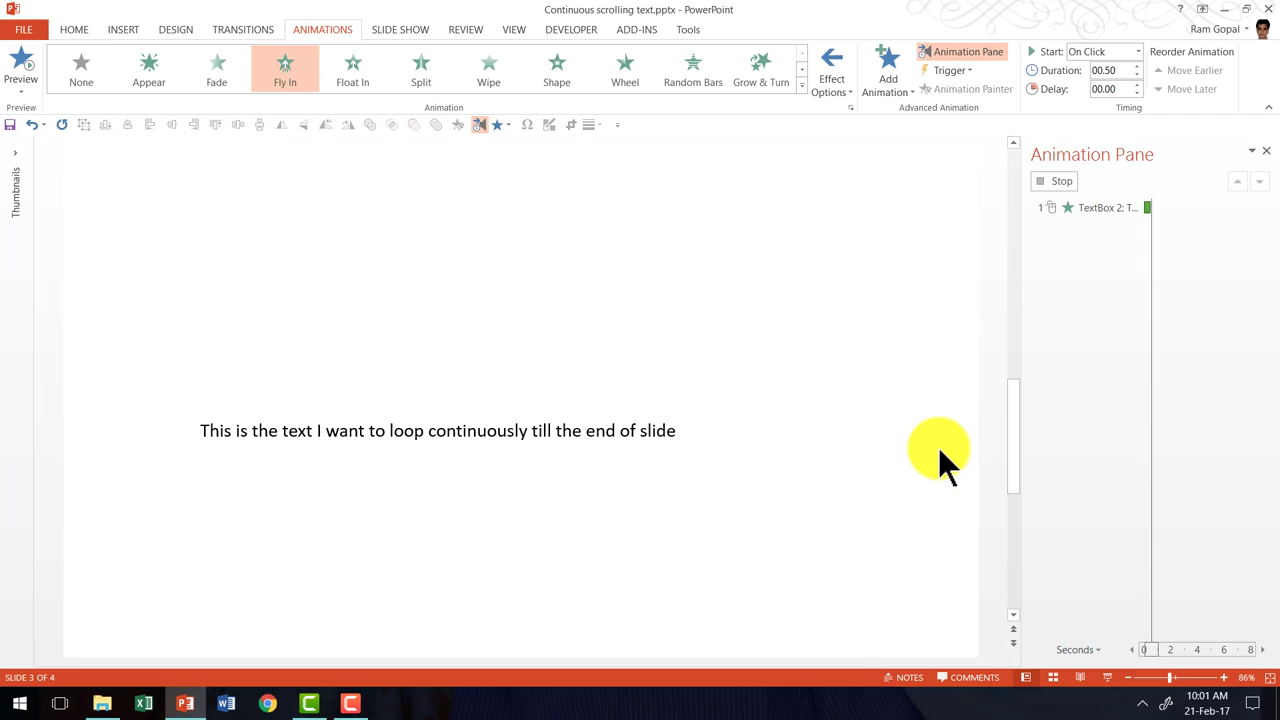 Continuous scrolling text.pptx - PowerPoint
?
FILE HOME INSERT DESIGN TRANSITIONS ANIMATIONS SLIDE SHOW REVIEW VIEW DEVELOPER ADD-INS Tools Ram Gopal
Preview None Appear Fade Fly In Float In Split Wipe Shape Wheel Random Bars Grow & Turn
Effect Options
Add Animation
Animation Pane
Trigger
Animation Painter
Start: On Click
Duration: 00.50
Delay: 00.00
Reorder Animation
Move Earlier
Move Later
Preview Animation Advanced Animation Timing
Thumbnails
Animation Pane
Stop
1 TextBox 2: T...
This is the text I want to loop continuously till the end of slide
Seconds 0 2 4 6 8
SLIDE 3 OF 4 NOTES COMMENTS 86%
10:01 AM
21-Feb-17